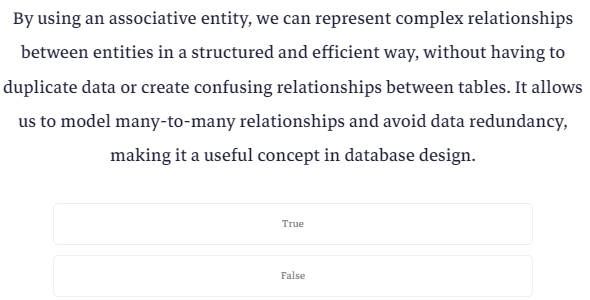 By using an associative entity, we can represent complex relationships
between entities in a structured and efficient way, without having to
duplicate data or create confusing relationships between tables. It allows
us to model many-to-many relationships and avoid data redundancy,
making it a useful concept in database design.
True
False